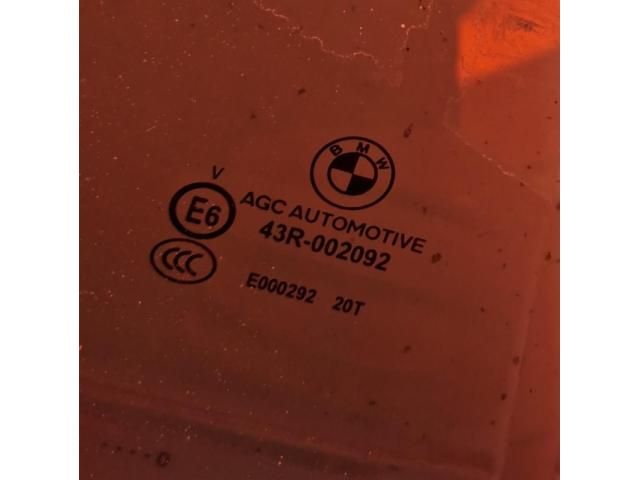 BMW
V
E6
AGC AUTOMOTIVE
43R-002092
CCC
E000292 20T